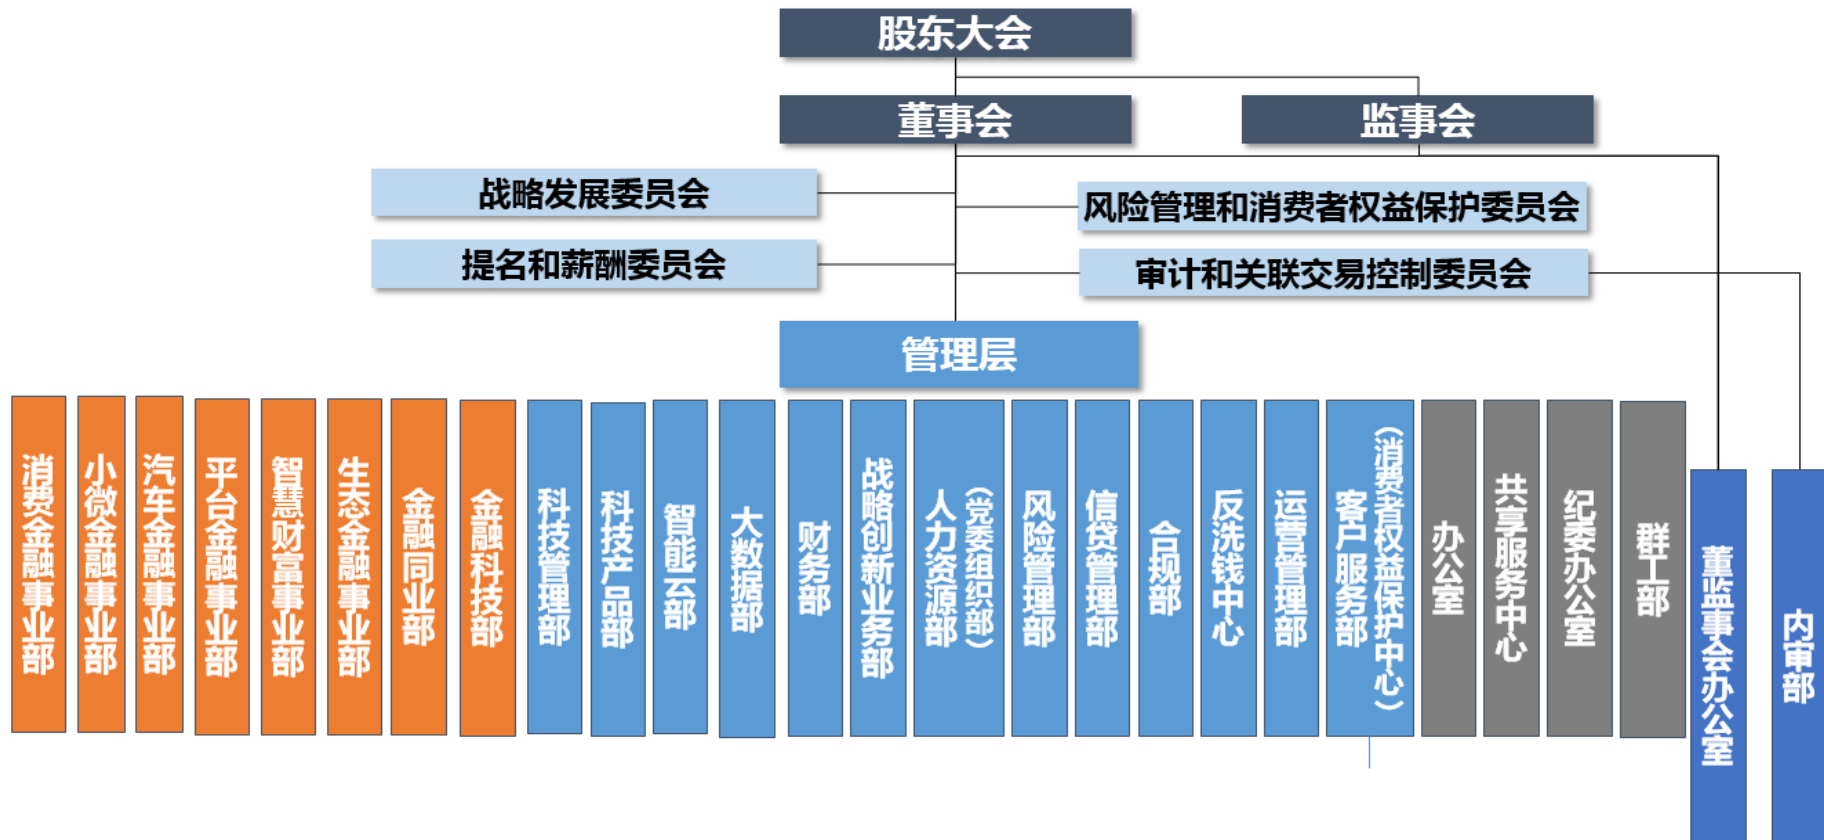 股东大会
董事会
监事会
战略发展委员会
风险管理和消费者权益保护委员会
提名和薪酬委员会
审计和关联交易控制委员会
管理层
消费金融事业部
小微金融事业部
汽车金融事业部
平台金融事业部
智慧财富事业部
生态金融事业部
金融同业部
金融科技部
科技管理部
科技产品部
智能云部
大数据部
财务部
战略创新业务部
人力资源部
（党委组织部）
风险管理部
信贷管理部
合规部
反洗钱中心
运营管理部
客户服务部
（消费者权益保护中心）
办公室
共享服务中心
纪委办公室
群工部
董监事会办公室
内审部